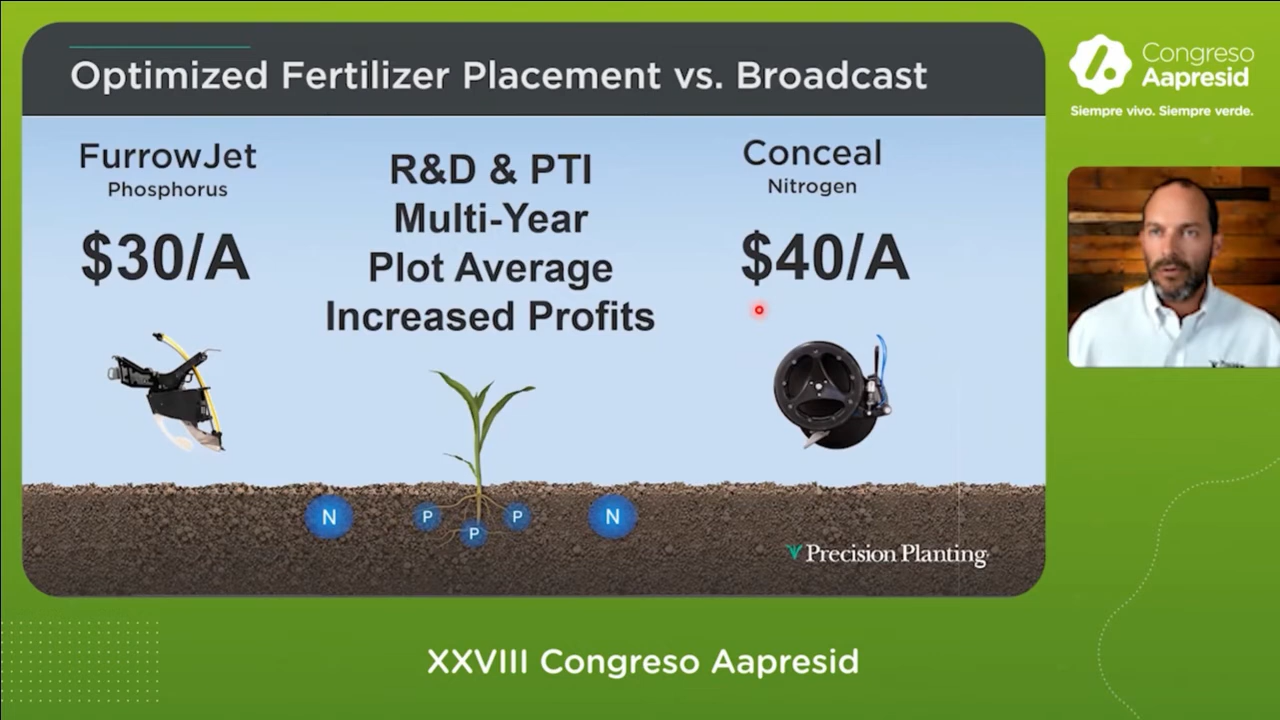 Optimized Fertilizer Placement vs. Broadcast
Congreso
Aapresid
Siempre vivo. Siempre verde.
FurrowJet
Phosphorus
$30/A
R&D & PTI
Multi-Year
Plot Average
Increased Profits
Conceal
Nitrogen
$40/A
N
P
P
P
N
Precision Planting
XXVIII Congreso Aapresid